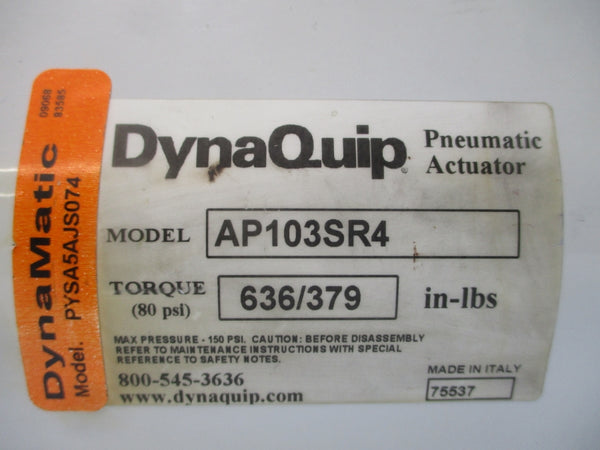 DynaMatic
Model. PYSA5AJS074
09068
93585
DynaQuip® Pneumatic
Actuator
MODEL AP103SR4
TORQUE 636/379 in-lbs
(80 psi)
MAX PRESSURE - 150 PSI. CAUTION: BEFORE DISASSEMBLY
REFER TO MAINTENANCE INSTRUCTIONS WITH SPECIAL
REFERENCE TO SAFETY NOTES.
800-545-3636
www.dynaquip.com
MADE IN ITALY
75537